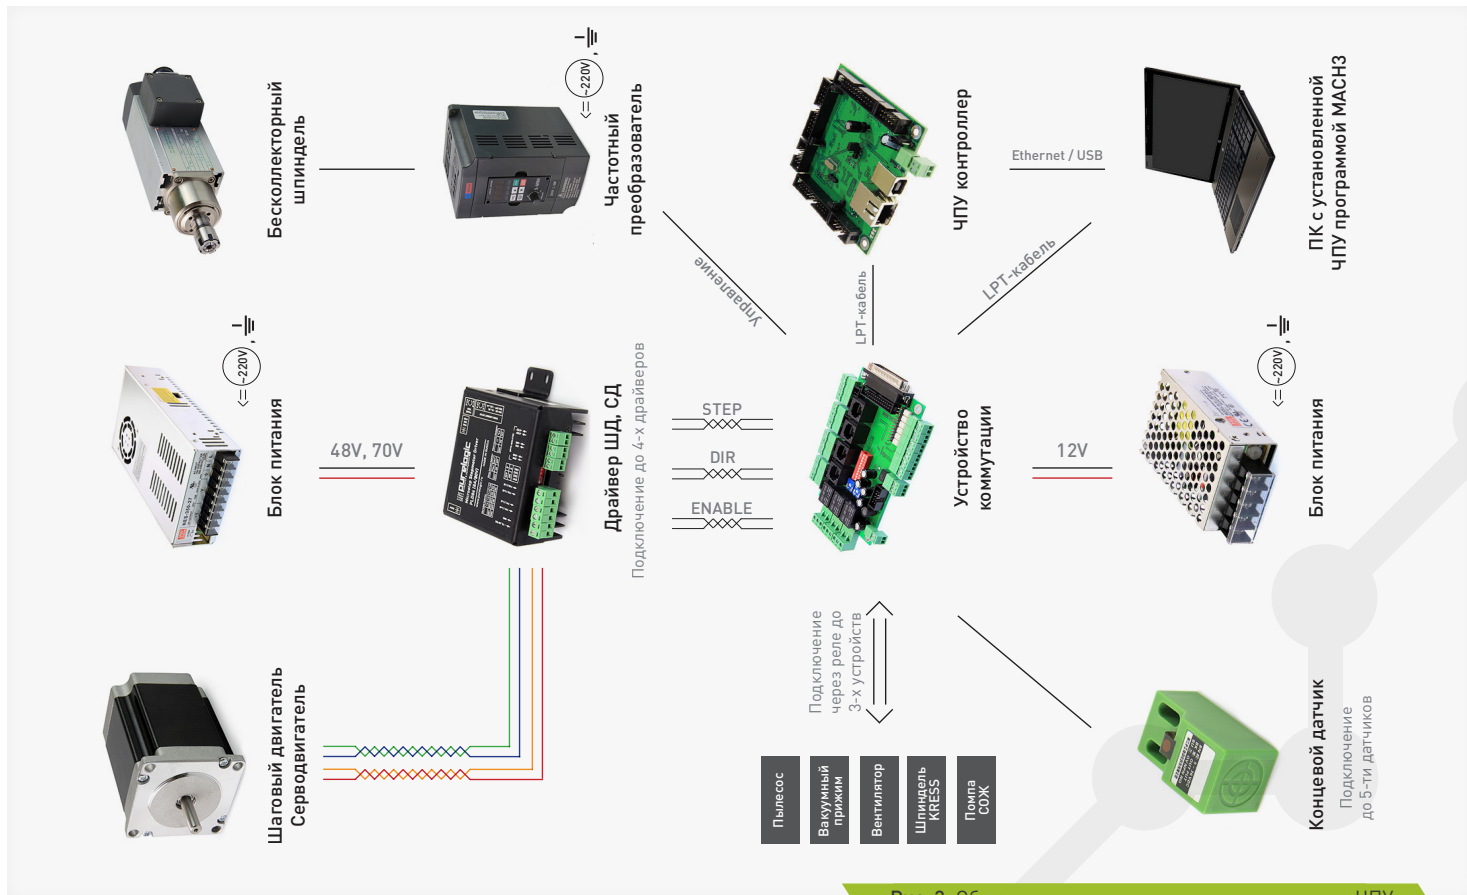 Бесколлекторный
шпиндель
~220V
Частотный
преобразователь
ЧПУ контроллер
Ethernet / USB
ПК с установленной
ЧПУ программой MACH3
Управление
LPT-кабель
LPT-кабель
~220V
Блок питания
48V, 70V
purelogic
Драйвер ШД, СД
Подключение до 4-х драйверов
STEP
DIR
ENABLE
Устройство
коммутации
12V
~220V
Блок питания
Шаговый двигатель
Серводвигатель
Подключение
через реле до
3-х устройств
Пылесос
Вакуумный
прижим
Вентилятор
Шпиндель
KRESS
Помпа
СОЖ
Концевой датчик
Подключение
до 5-ти датчиков